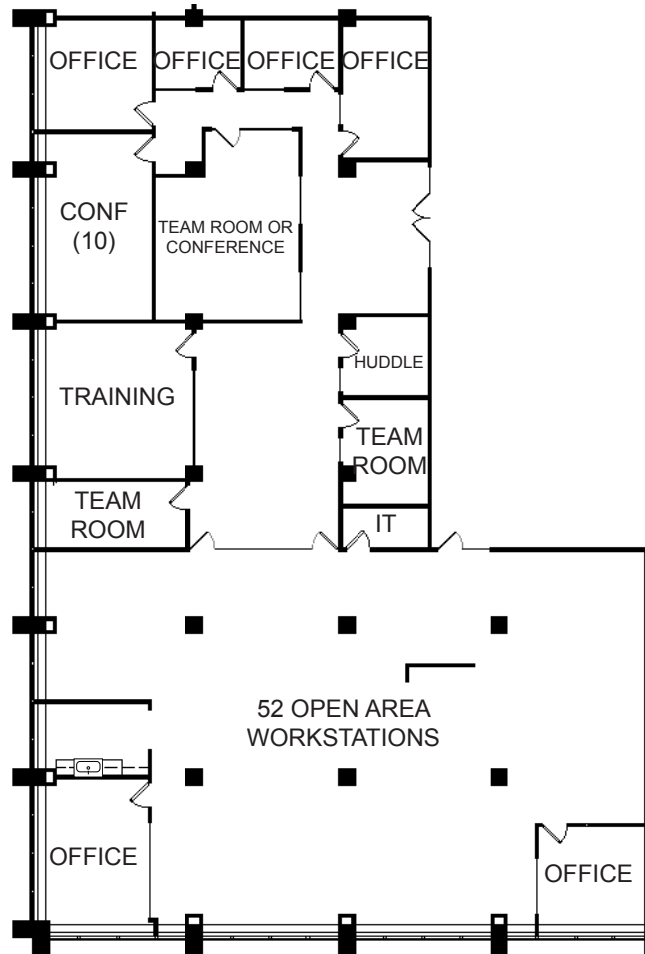 OFFICE
OFFICE
OFFICE
OFFICE
CONF
(10)
TEAM ROOM OR
CONFERENCE
TRAINING
HUDDLE
TEAM
ROOM
TEAM
ROOM
IT
52 OPEN AREA
WORKSTATIONS
OFFICE
OFFICE